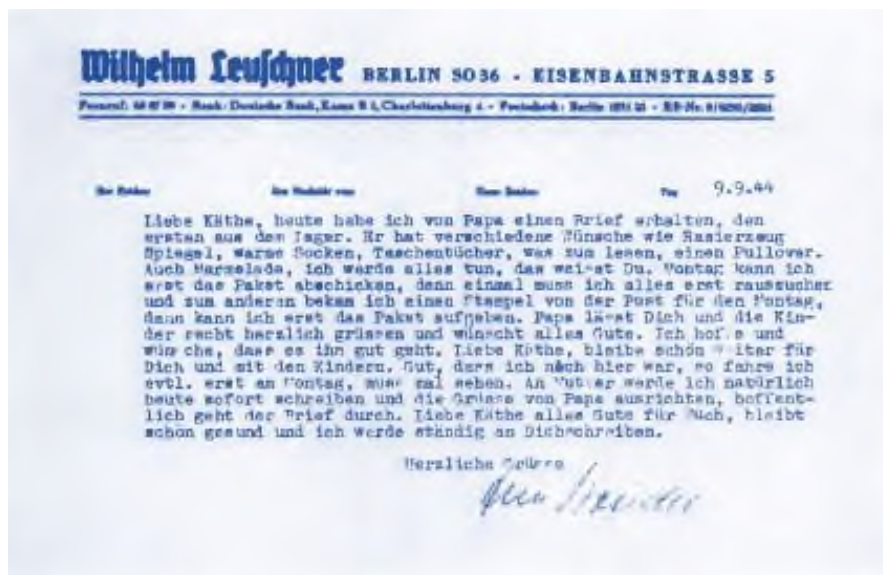 Wilhelm Leuschner BERLIN SO36 - EISENBAHNSTRASSE 5
Bank: Deutsche Bank, Charlottenburg - Berlin
Tag 9.9.44
Liebe Käthe, heute habe ich von Papa einen Brief erhalten, den
ersten aus dem Lager. Er hat verschiedene Wünsche wie Rasierzeug
Spiegel, warme Socken, Taschentücher, was zum lesen, einen Pullover.
Auch Marmelade, ich werde alles tun, das weisst Du. Montag kann ich
erst das Paket abschicken, denn einmal muss ich alles erst raussuchen
und zum anderen bekam ich einen Stempel von der Post für den Montag,
dann kann ich erst das Paket aufgeben. Papa lässt Dich und die Kin-
der recht herzlich grüssen und wünscht alles Gute. Ich hoffe und
wünsche, dass es ihm gut geht. Liebe Käthe, bleibe schön weiter für
Dich und mit den Kindern. Gut, dass ich noch hier war, so fahre ich
evtl. erst am Montag, muss mal sehen. An Mutter werde ich natürlich
heute sofort schreiben und die Grüsse von Papa ausrichten, hoffent-
lich geht der Brief durch. Liebe Käthe alles Gute für Euch, bleibt
schön gesund und ich werde ständig an Dich schreiben.
Herzliche Grüsse